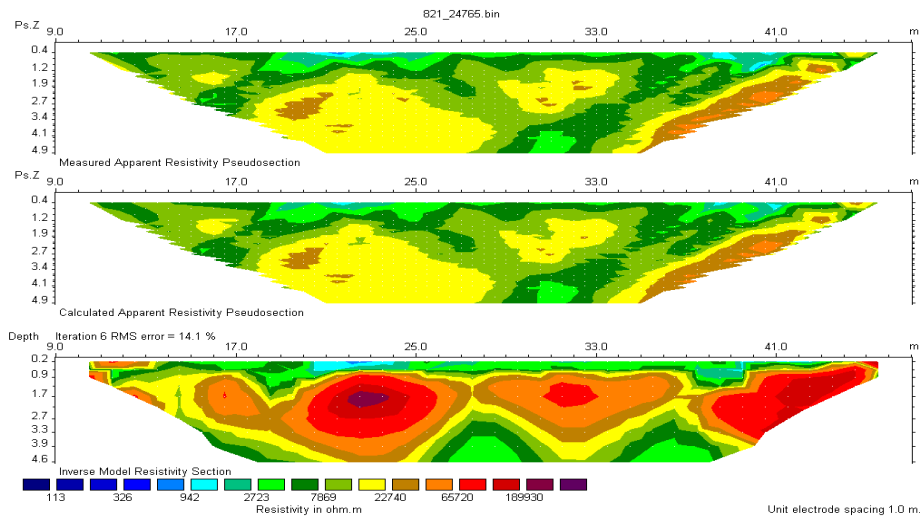 821_24765.bin
Ps.Z
9.0 17.0 25.0 33.0 41.0 m
0.4
1.2
1.9
2.7
3.4
4.1
4.9
Measured Apparent Resistivity Pseudosection
Ps.Z
9.0 17.0 25.0 33.0 41.0 m
0.4
1.2
1.9
2.7
3.4
4.1
4.9
Calculated Apparent Resistivity Pseudosection
Depth Iteration 6 RMS error = 14.1 %
9.0 17.0 25.0 33.0 41.0 m
0.2
0.9
1.7
2.7
3.3
3.9
4.6
Inverse Model Resistivity Section
113 326 942 2723 7869 22740 65720 189930
Resistivity in ohm.m
Unit electrode spacing 1.0 m.